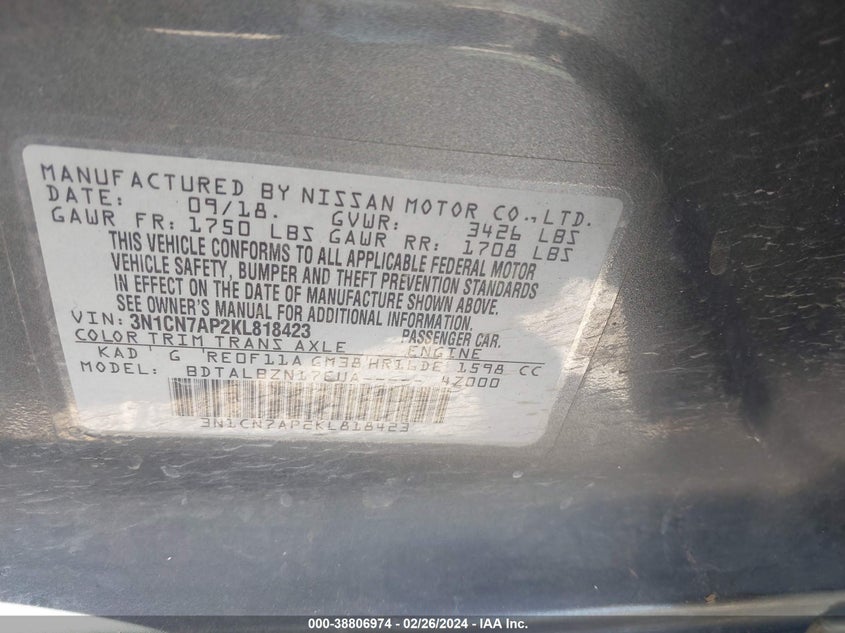 MANUFACTURED BY NISSAN MOTOR CO.,LTD.
DATE: 09/18. GVWR: 3426 LBS
GAWR FR: 1750 LBS GAWR RR: 1708 LBS
THIS VEHICLE CONFORMS TO ALL APPLICABLE FEDERAL MOTOR
VEHICLE SAFETY, BUMPER AND THEFT PREVENTION STANDARDS
IN EFFECT ON THE DATE OF MANUFACTURE SHOWN ABOVE.
SEE OWNER'S MANUAL FOR ADDITIONAL INFORMATION.
VIN: 3N1CN7AP2KL818423 PASSENGER CAR.
COLOR TRIM TRANS AXLE ENGINE
KAD G RE0F11A GM38 HR16DE 1598 CC
MODEL: BDTALBZN17EUA----- 4Z000
3N1CN7AP2KL818423
000-38806974 - 02/26/2024 - IAA Inc.